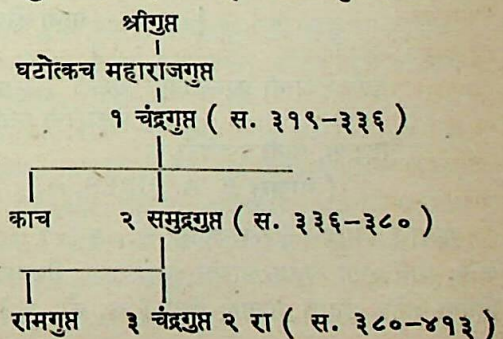 श्रीगुप्त
घटोत्कच महाराजगुप्त
१ चंद्रगुप्त ( स. ३१९–३३६ )
काच २ समुद्रगुप्त ( स. ३३६–३८० )
रामगुप्त ३ चंद्रगुप्त २ रा ( स. ३८०–४१३ )